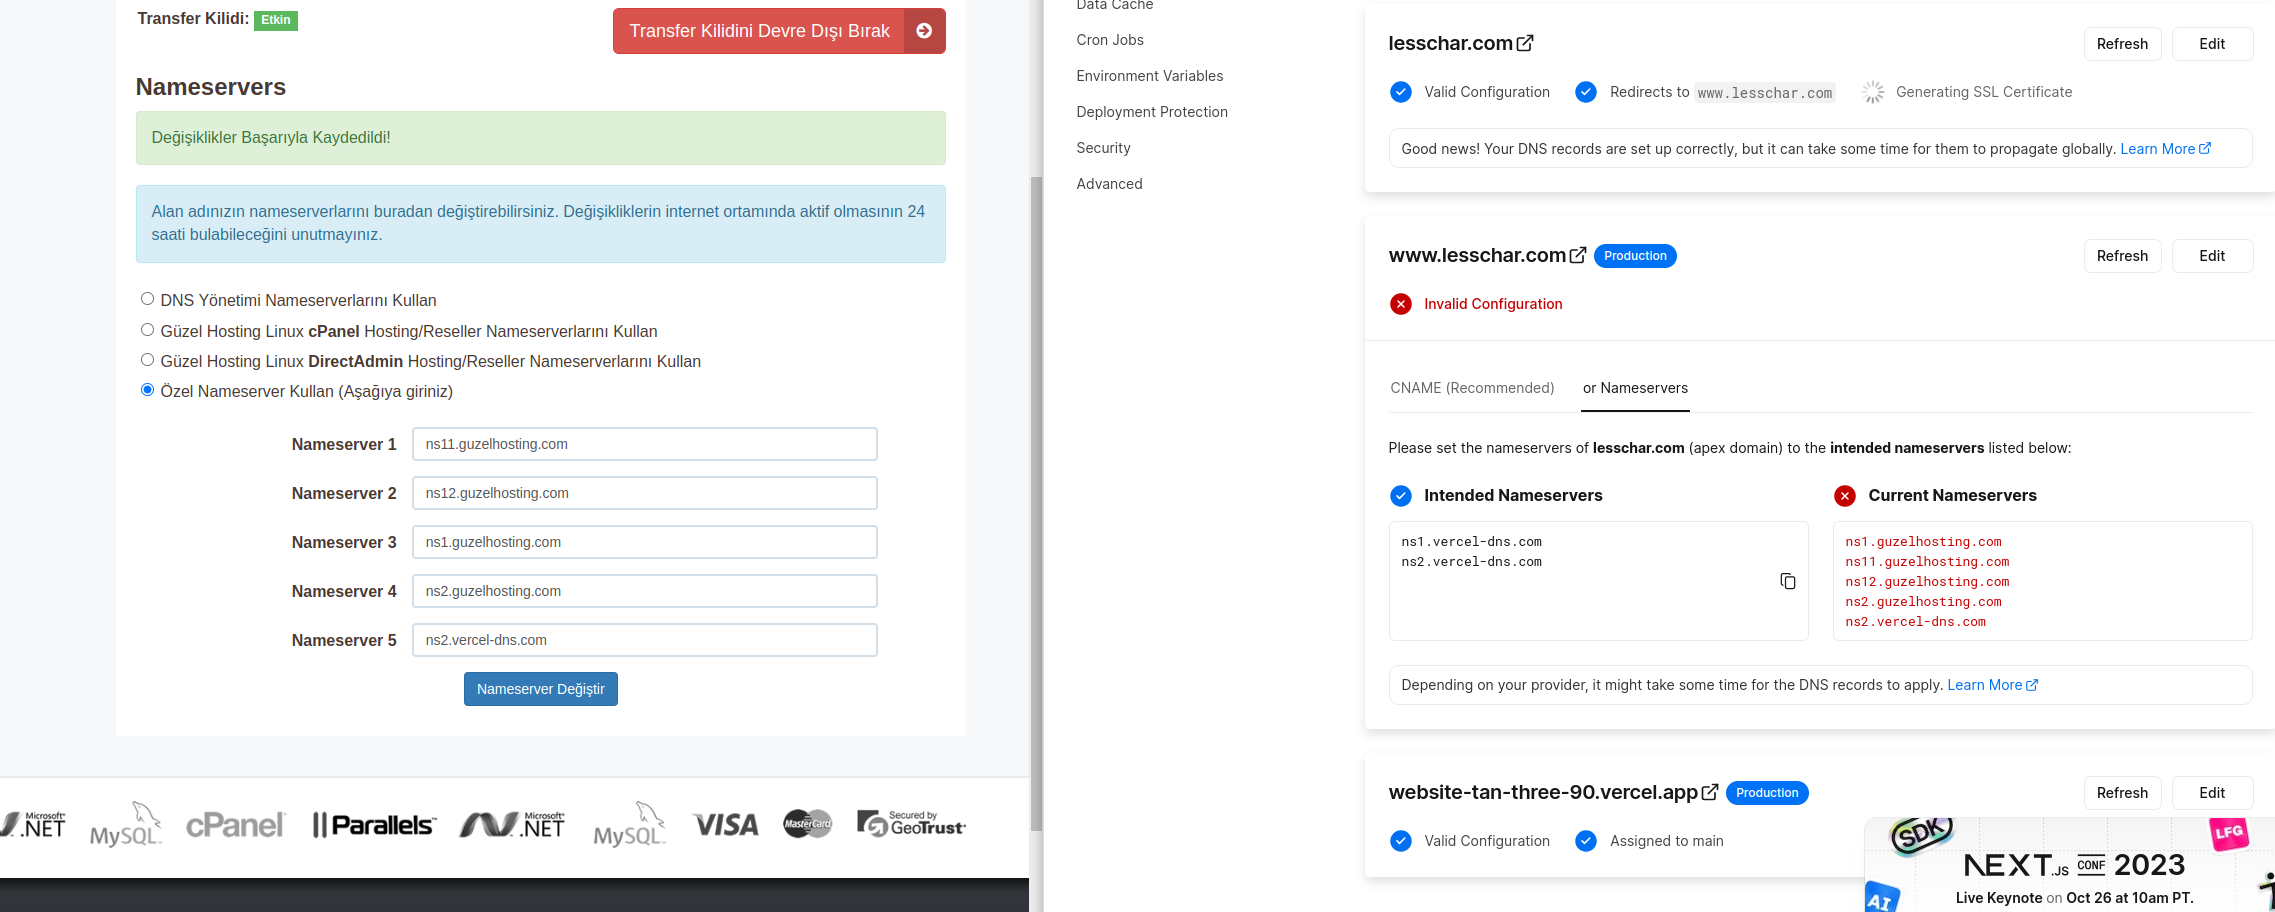 Transfer Kilidi: Etkin
Transfer Kilidini Devre Dışı Bırak
Nameservers
Değişiklikler Başarıyla Kaydedildi!
Alan adınızın nameserverlarını buradan değiştirebilirsiniz. Değişikliklerin internet ortamında aktif olmasının 24
saati bulabileceğini unutmayınız.
DNS Yönetimi Nameserverlarını Kullan
Güzel Hosting Linux cPanel Hosting/Reseller Nameserverlarını Kullan
Güzel Hosting Linux DirectAdmin Hosting/Reseller Nameserverlarını Kullan
Özel Nameserver Kullan (Aşağıya giriniz)
Nameserver 1 ns11.guzelhosting.com
Nameserver 2 ns12.guzelhosting.com
Nameserver 3 ns1.guzelhosting.com
Nameserver 4 ns2.guzelhosting.com
Nameserver 5 ns2.vercel-dns.com
Nameserver Değiştir
Microsoft .NET MySQL cPanel Parallels Microsoft .NET MySQL VISA MasterCard Secured by GeoTrust
Data Cache
Cron Jobs
Environment Variables
Deployment Protection
Security
Advanced
lesschar.com Refresh Edit
Valid Configuration Redirects to www.lesschar.com Generating SSL Certificate
Good news! Your DNS records are set up correctly, but it can take some time for them to propagate globally. Learn More
www.lesschar.com Production Refresh Edit
Invalid Configuration
CNAME (Recommended) or Nameservers
Please set the nameservers of lesschar.com (apex domain) to the intended nameservers listed below:
Intended Nameservers
ns1.vercel-dns.com
ns2.vercel-dns.com
Current Nameservers
ns1.guzelhosting.com
ns11.guzelhosting.com
ns12.guzelhosting.com
ns2.guzelhosting.com
ns2.vercel-dns.com
Depending on your provider, it might take some time for the DNS records to apply. Learn More
website-tan-three-90.vercel.app Production Refresh Edit
Valid Configuration Assigned to main
SDK LFG
NEXT.JS CONF 2023
AI
Live Keynote on Oct 26 at 10am PT.